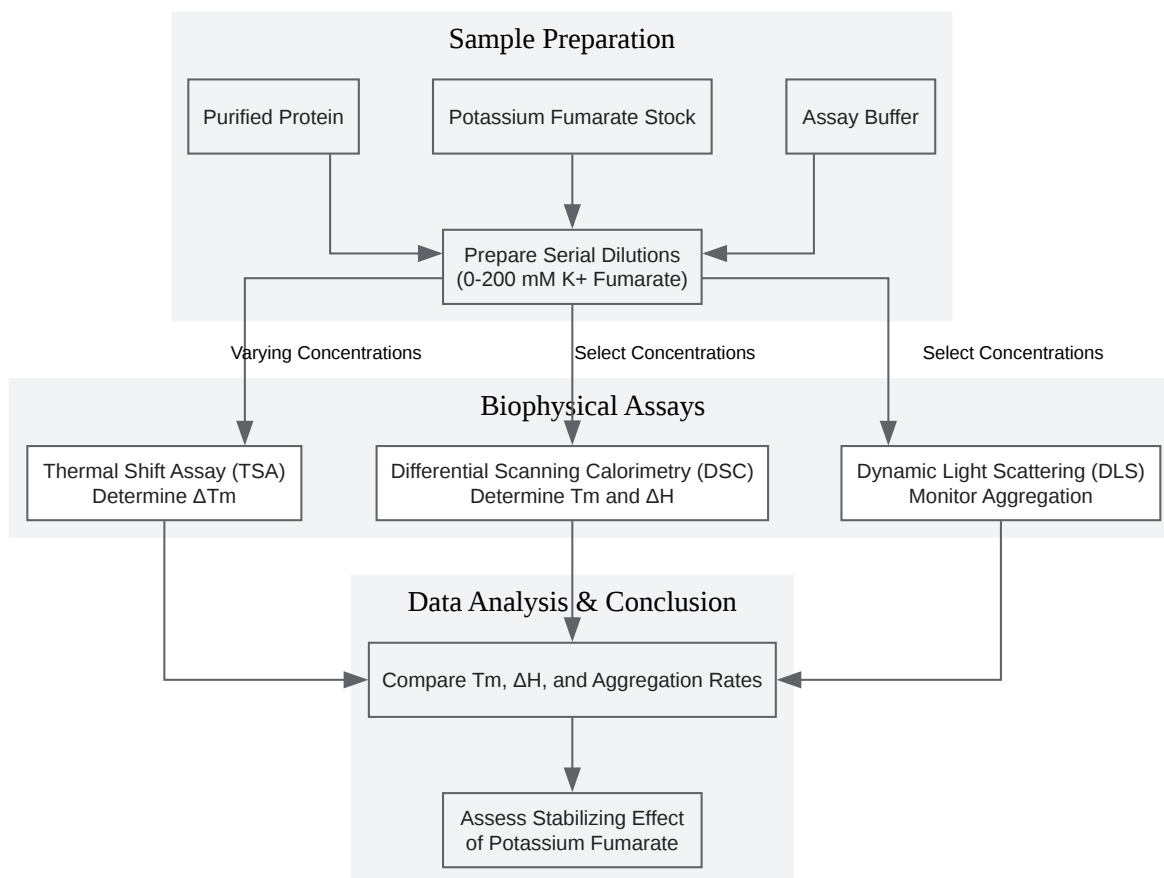 Sample Preparation
Purified Protein
Potassium Fumarate Stock
Assay Buffer
Prepare Serial Dilutions
(0-200 mM K+ Fumarate)
Varying Concentrations
Select Concentrations
Select Concentrations
Biophysical Assays
Thermal Shift Assay (TSA)
Determine ΔTm
Differential Scanning Calorimetry (DSC)
Determine Tm and ΔH
Dynamic Light Scattering (DLS)
Monitor Aggregation
Data Analysis & Conclusion
Compare Tm, ΔH, and Aggregation Rates
Assess Stabilizing Effect
of Potassium Fumarate